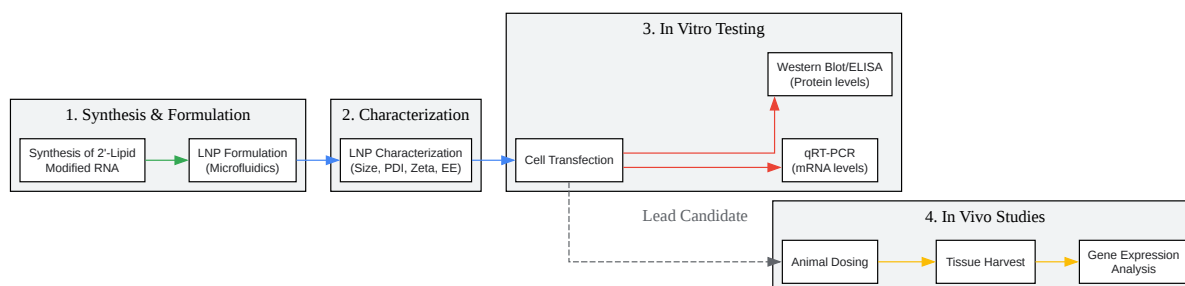 1. Synthesis & Formulation
Synthesis of 2'-Lipid
Modified RNA
LNP Formulation
(Microfluidics)
2. Characterization
LNP Characterization
(Size, PDI, Zeta, EE)
3. In Vitro Testing
Cell Transfection
Western Blot/ELISA
(Protein levels)
qRT-PCR
(mRNA levels)
Lead Candidate
4. In Vivo Studies
Animal Dosing
Tissue Harvest
Gene Expression
Analysis